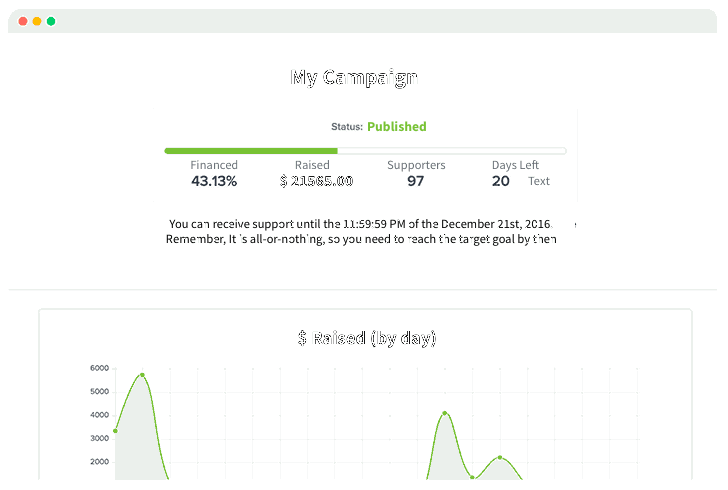 My Campaign
Status: Published
Financed Raised Supporters Days Left
43.13% $ 21565.00 97 20 Text
You can receive support until the 11:59:59 PM of the December 21st, 2016.
Remember, It is all-or-nothing, so you need to reach the target goal by then
$ Raised (by day)
6000
5000
4000
3000
2000